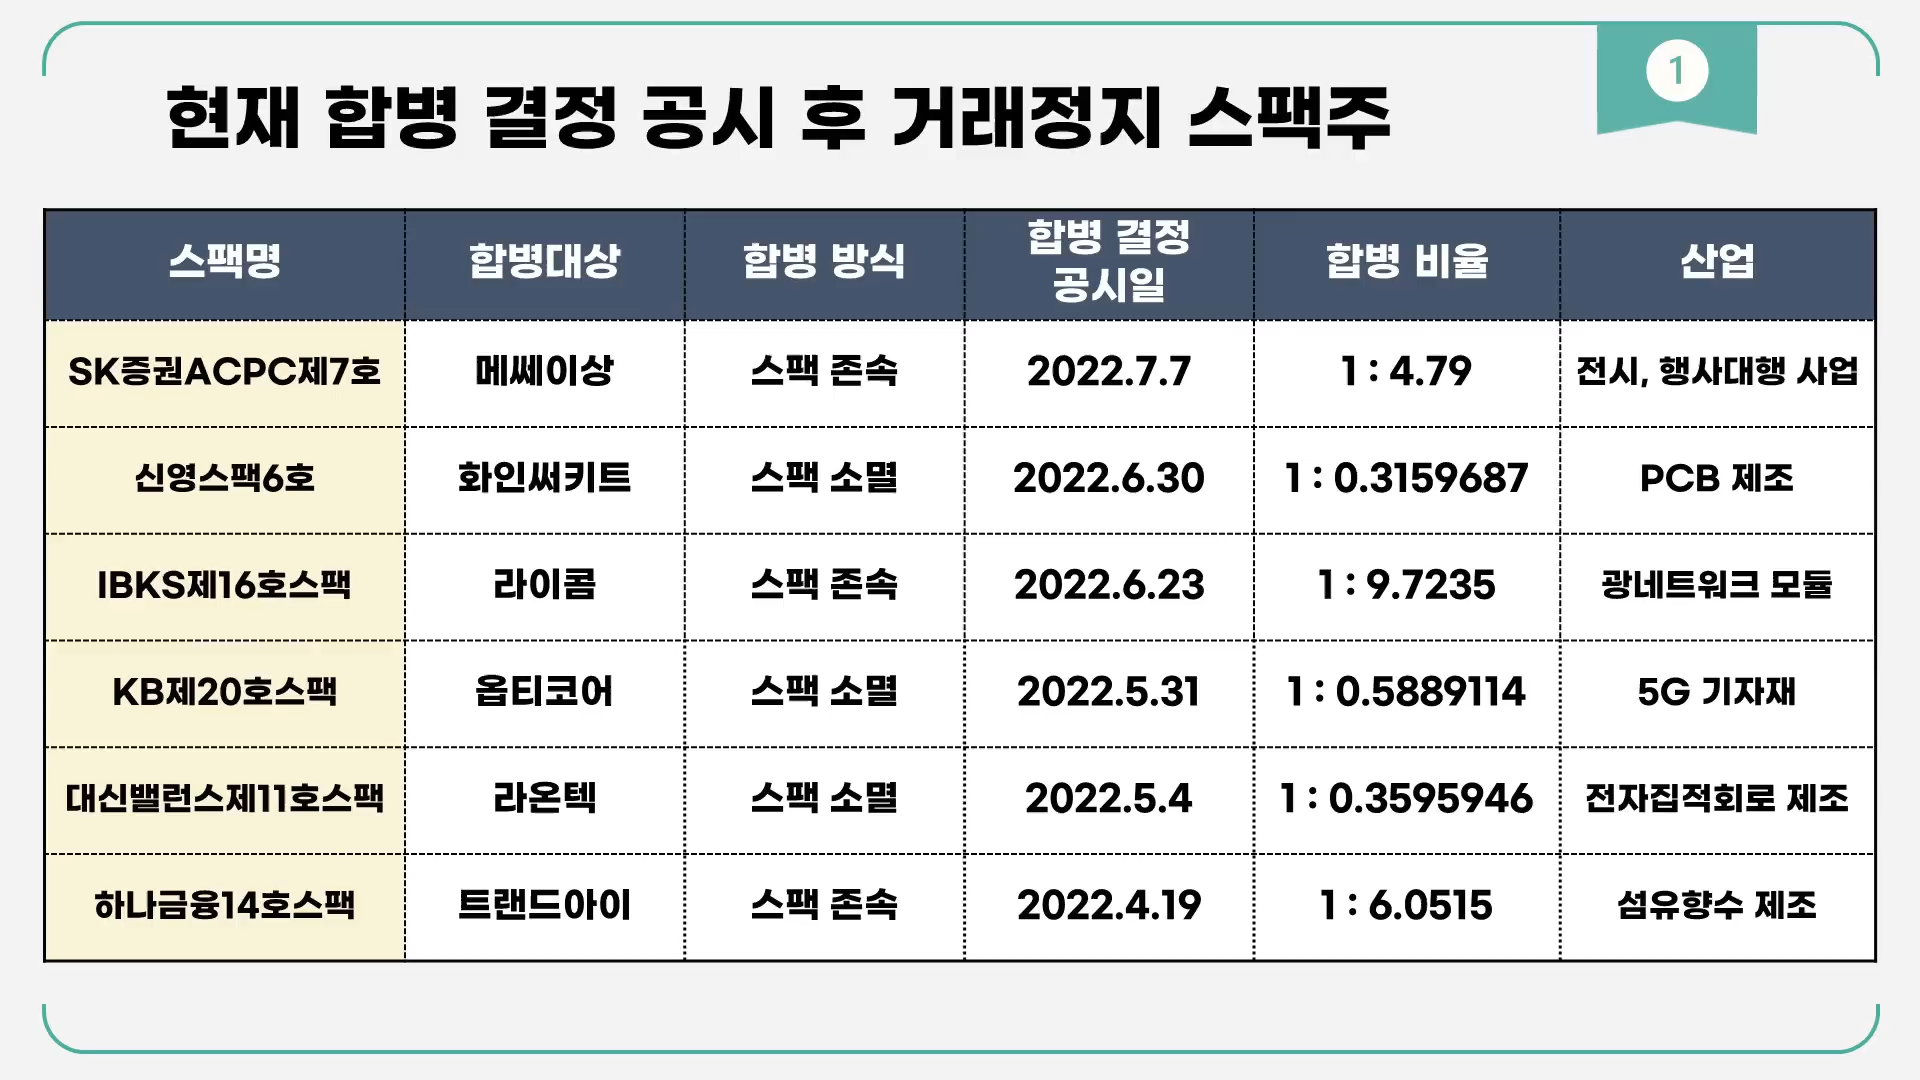 현재 합병 결정 공시 후 거래정지 스팩주
1
스팩명 합병대상 합병 방식 합병 결정 공시일 합병 비율 산업
SK증권ACPC제7호 메쎄이상 스팩 존속 2022.7.7 1 : 4.79 전시, 행사대행 사업
신영스팩6호 화인써키트 스팩 소멸 2022.6.30 1 : 0.3159687 PCB 제조
IBKS제16호스팩 라이콤 스팩 존속 2022.6.23 1 : 9.7235 광네트워크 모듈
KB제20호스팩 옵티코어 스팩 소멸 2022.5.31 1 : 0.5889114 5G 기자재
대신밸런스제11호스팩 라온텍 스팩 소멸 2022.5.4 1 : 0.3595946 전자집적회로 제조
하나금융14호스팩 트랜드아이 스팩 존속 2022.4.19 1 : 6.0515 섬유향수 제조